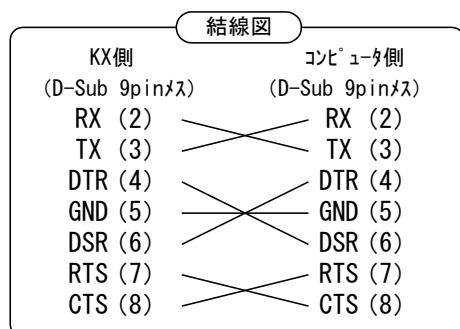 結線図
KX側 ｺﾝﾋﾟｭｰﾀ側
(D-Sub 9pinﾒｽ) (D-Sub 9pinﾒｽ)
RX (2) RX (2)
TX (3) TX (3)
DTR (4) DTR (4)
GND (5) GND (5)
DSR (6) DSR (6)
RTS (7) RTS (7)
CTS (8) CTS (8)